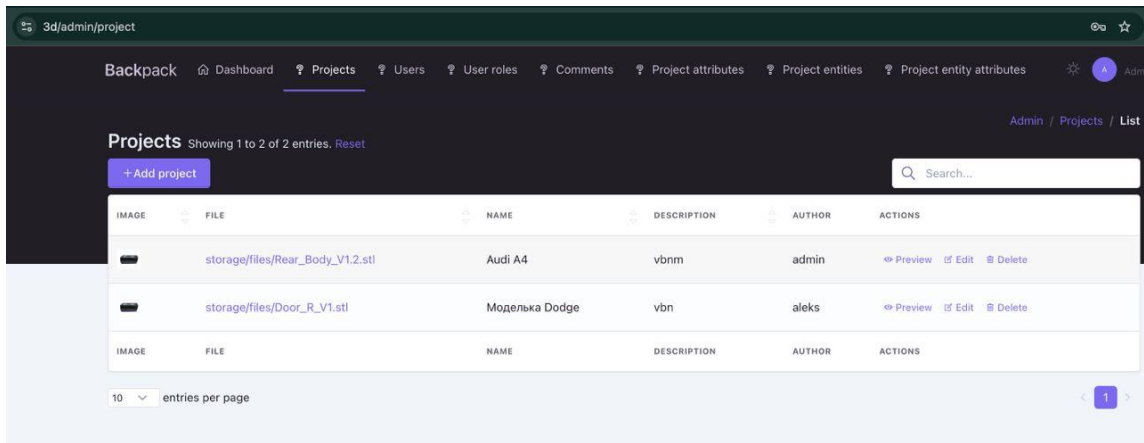 3d/admin/project
Backpack Dashboard Projects Users User roles Comments Project attributes Project entities Project entity attributes A Adm
Admin / Projects / List
Projects Showing 1 to 2 of 2 entries. Reset
+Add project Search...
IMAGE FILE NAME DESCRIPTION AUTHOR ACTIONS
storage/files/Rear_Body_V1.2.stl Audi A4 vbnm admin Preview Edit Delete
storage/files/Door_R_V1.stl Моделька Dodge vbn aleks Preview Edit Delete
IMAGE FILE NAME DESCRIPTION AUTHOR ACTIONS
10 entries per page < 1 >